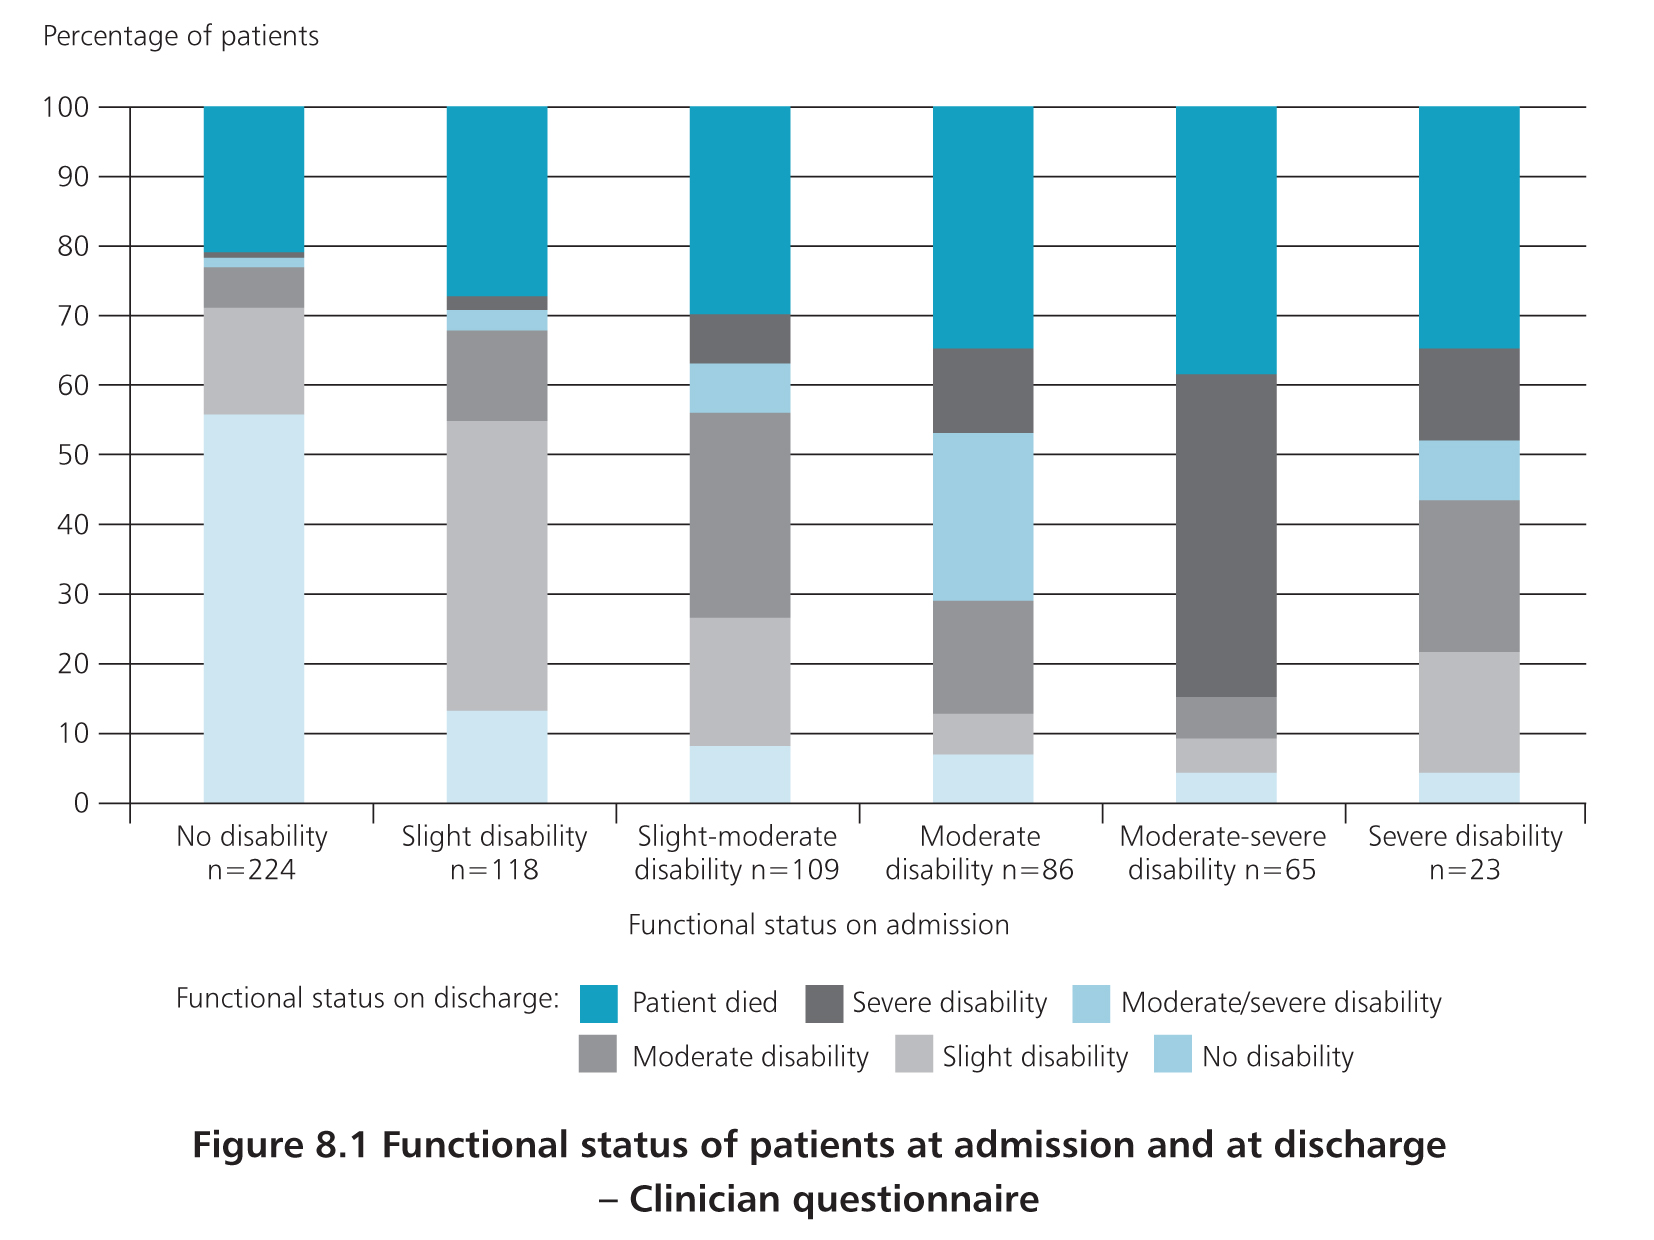 Percentage of patients
100
90
80
70
60
50
40
30
20
10
0
No disability
n=224
Slight disability
n=118
Slight-moderate
disability n=109
Moderate
disability n=86
Moderate-severe
disability n=65
Severe disability
n=23
Functional status on admission
Functional status on discharge: Patient died Severe disability Moderate/severe disability
Moderate disability Slight disability No disability
Figure 8.1 Functional status of patients at admission and at discharge
– Clinician questionnaire